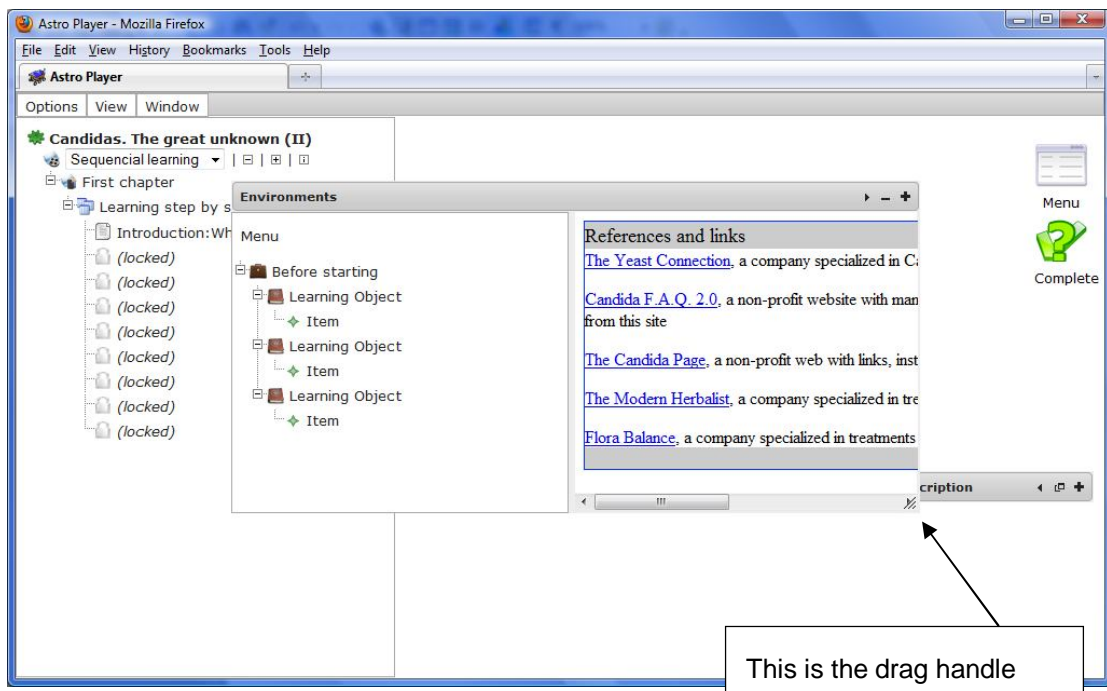 Astro Player - Mozilla Firefox
File Edit View History Bookmarks Tools Help
Astro Player
Options View Window
Candidas. The great unknown (II)
Sequencial learning
First chapter
Learning step by s
Introduction:Wh
(locked)
(locked)
(locked)
(locked)
(locked)
(locked)
(locked)
(locked)
Environments
Menu
Before starting
Learning Object
Item
Learning Object
Item
Learning Object
Item
References and links
The Yeast Connection, a company specialized in Ca
Candida F.A.Q. 2.0, a non-profit website with man
from this site
The Candida Page, a non-profit web with links, inst
The Modern Herbalist, a company specialized in tre
Flora Balance, a company specialized in treatments
Menu
Complete
cription
This is the drag handle